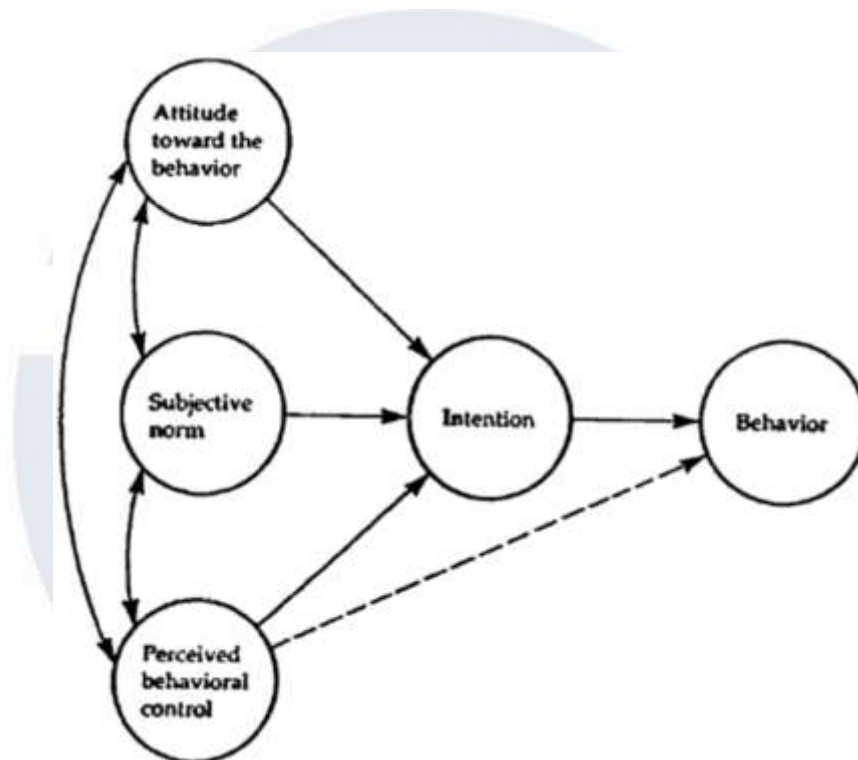 Attitude
toward the
behavior
Subjective
norm
Intention
Behavior
Perceived
behavioral
control